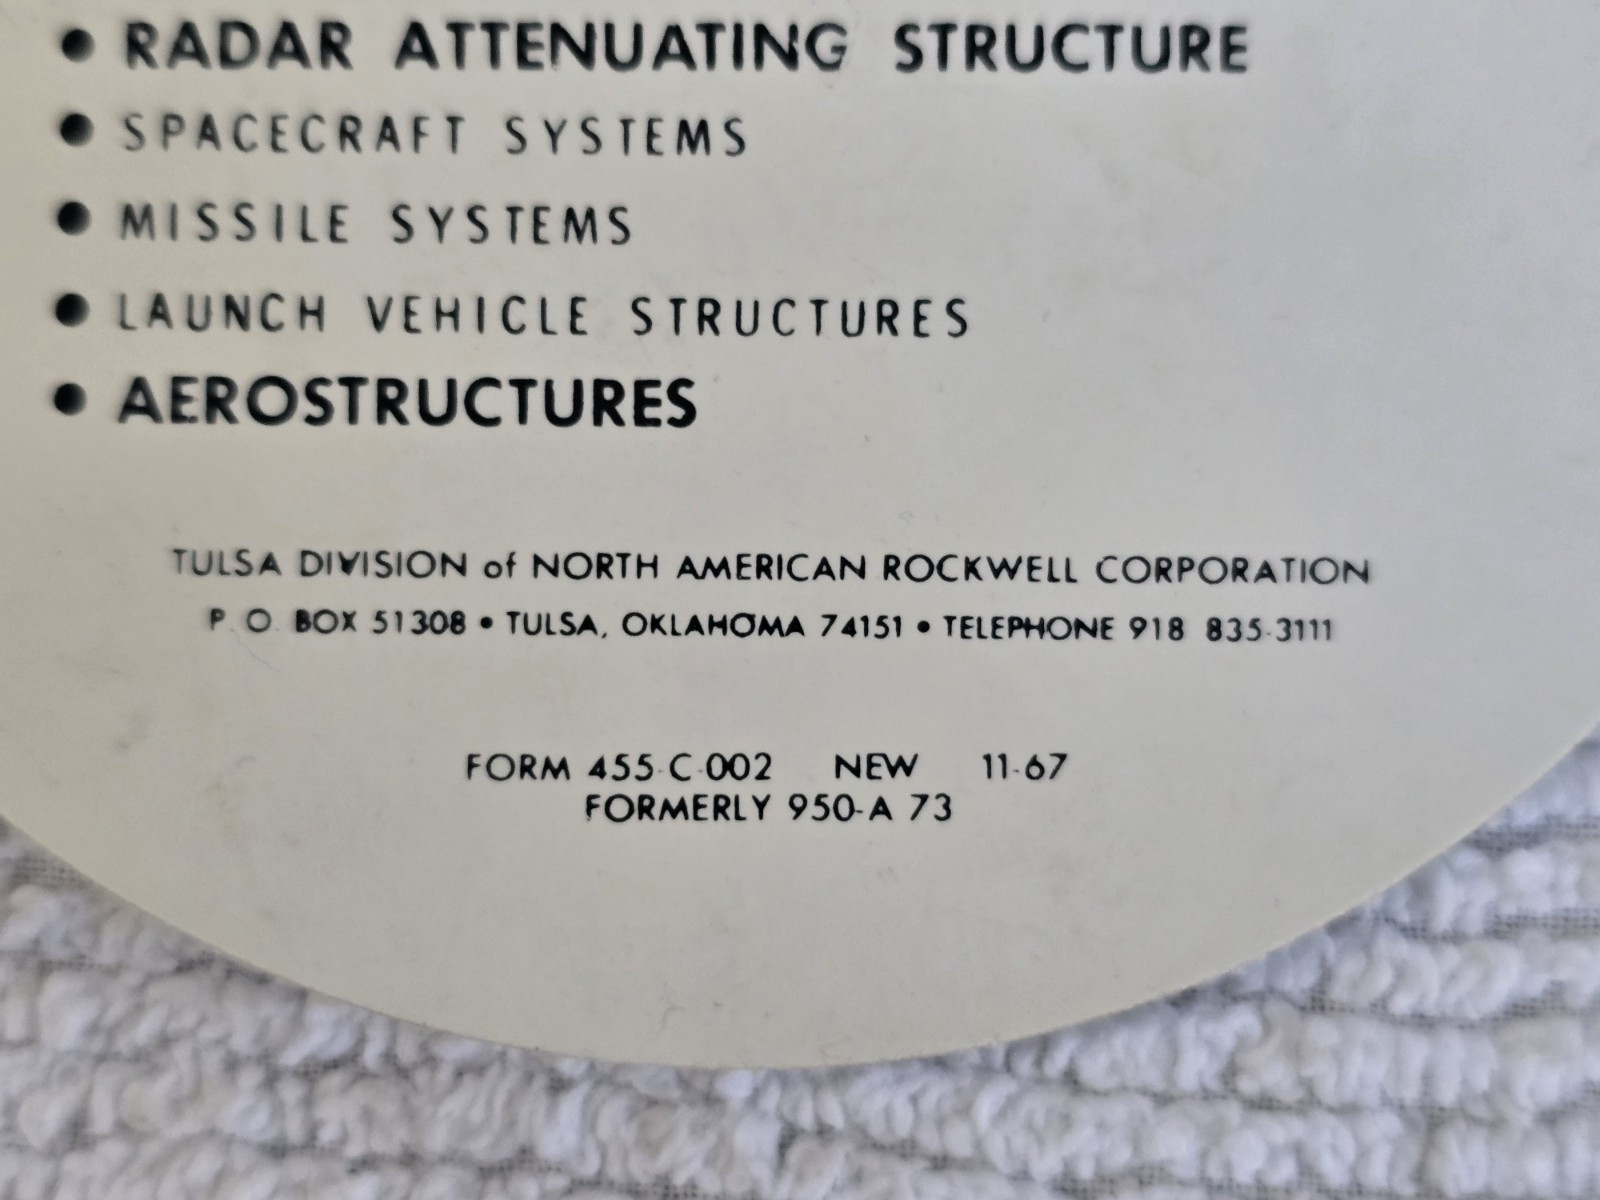 • RADAR ATTENUATING STRUCTURE
• SPACECRAFT SYSTEMS
• MISSILE SYSTEMS
• LAUNCH VEHICLE STRUCTURES
• AEROSTRUCTURES
TULSA DIVISION of NORTH AMERICAN ROCKWELL CORPORATION
P. O. BOX 51308 • TULSA, OKLAHOMA 74151 • TELEPHONE 918 835-3111
FORM 455-C-002 NEW 11-67
FORMERLY 950-A 73